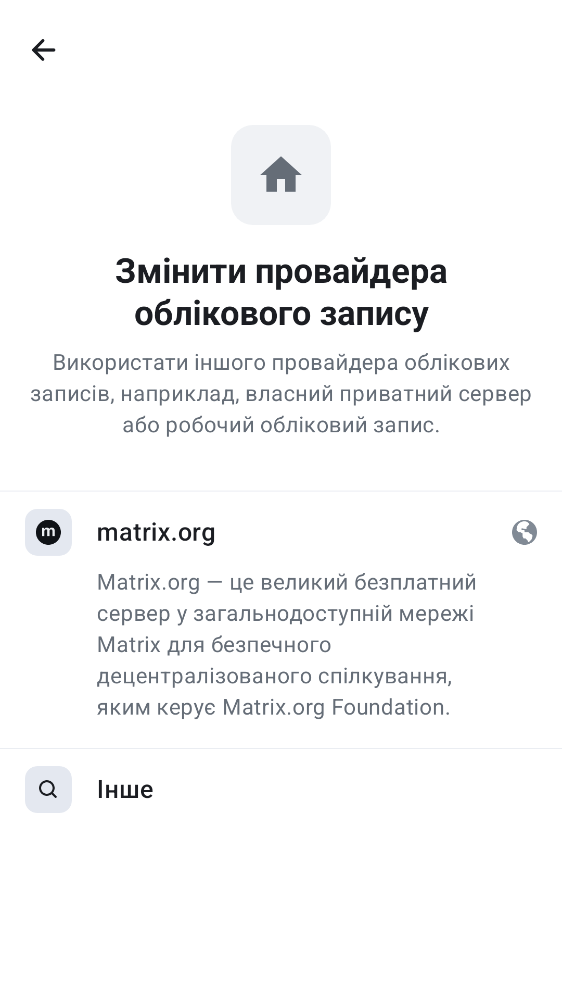 Змінити провайдера
облікового запису
Використати іншого провайдера облікових
записів, наприклад, власний приватний сервер
або робочий обліковий запис.
m
matrix.org
Matrix.org — це великий безплатний
сервер у загальнодоступній мережі
Matrix для безпечного
децентралізованого спілкування,
яким керує Matrix.org Foundation.
Інше